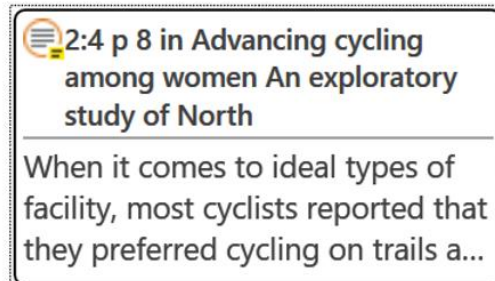 2:4 p 8 in Advancing cycling
among women An exploratory
study of North
When it comes to ideal types of
facility, most cyclists reported that
they preferred cycling on trails a...